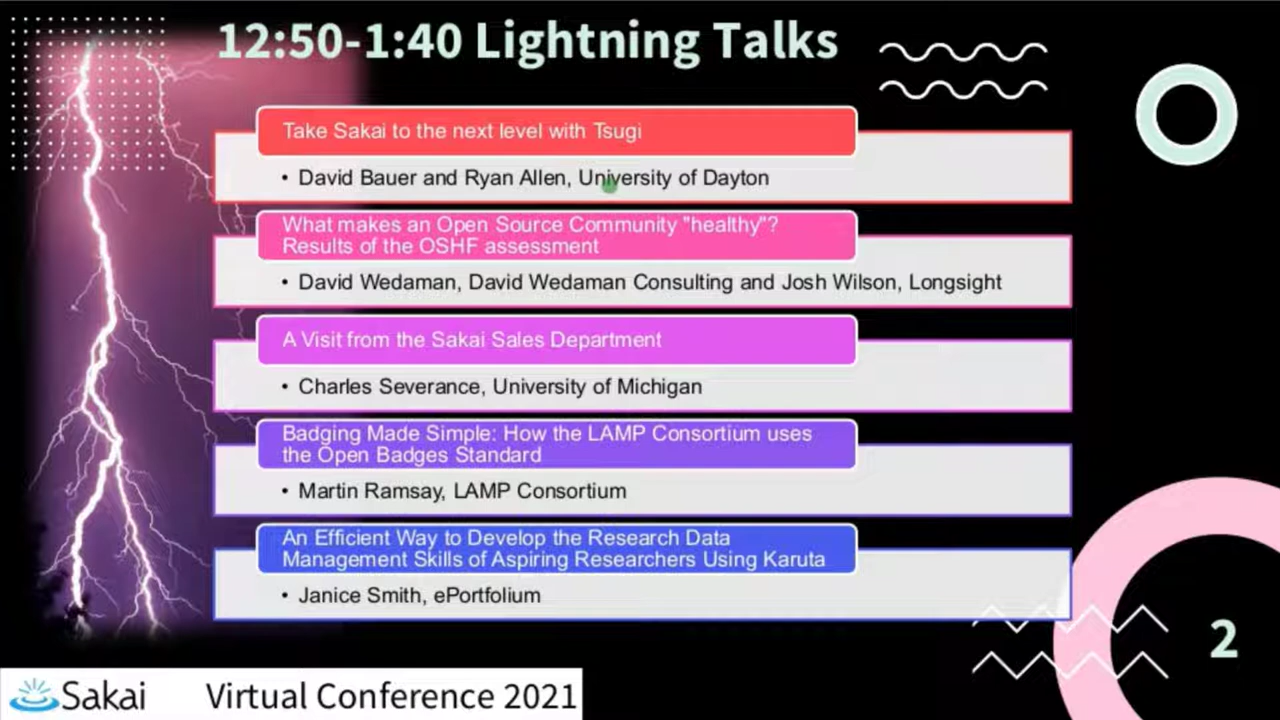 12:50-1:40 Lightning Talks
Take Sakai to the next level with Tsugi
• David Bauer and Ryan Allen, University of Dayton
What makes an Open Source Community "healthy"?
Results of the OSHF assessment
• David Wedaman, David Wedaman Consulting and Josh Wilson, Longsight
A Visit from the Sakai Sales Department
• Charles Severance, University of Michigan
Badging Made Simple: How the LAMP Consortium uses
the Open Badges Standard
• Martin Ramsay, LAMP Consortium
An Efficient Way to Develop the Research Data
Management Skills of Aspiring Researchers Using Karuta
• Janice Smith, ePortfolium
2
Sakai Virtual Conference 2021